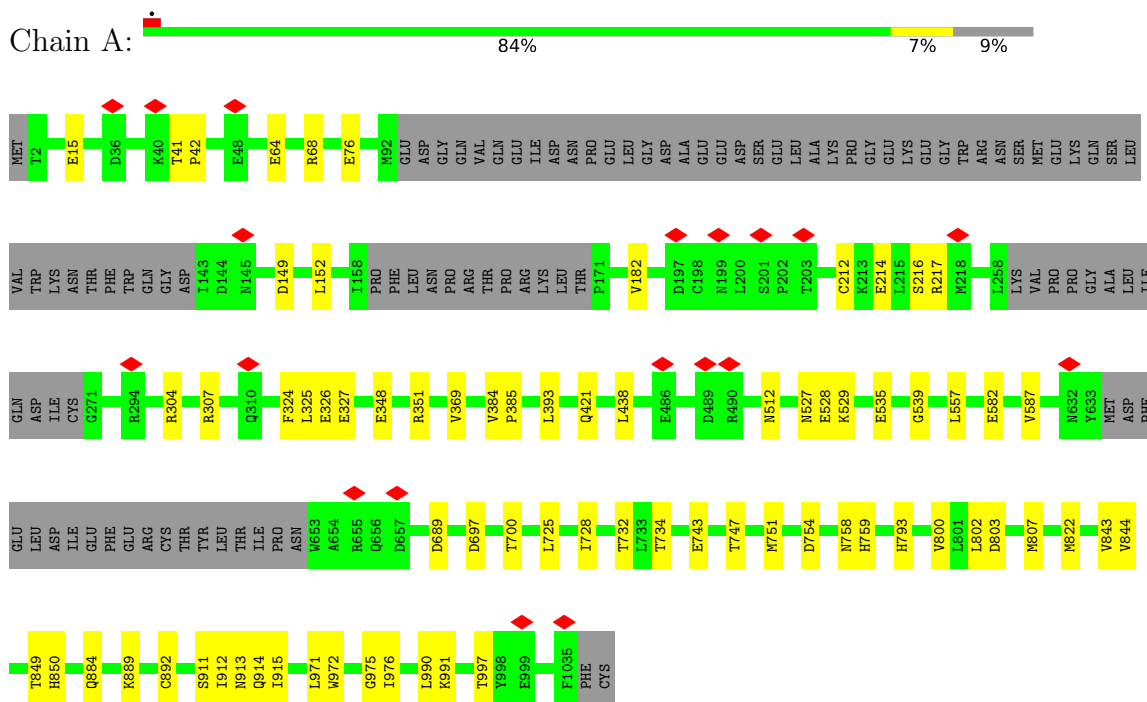 Chain A:
84% 7% 9%
MET T2 E15 D36 K40 T41 P42 E48 E64 R68 E76 M92 GLU ASP GLY GLN VAL GLN GLU ILE ASP ASN PRO GLU LEU GLY ASP ALA GLU GLU ASP SER GLU LEU ALA LYS PRO GLY GLU LYS GLU GLY TRP ARG ASN SER MET GLU LYS GLN SER LEU
VAL TRP LYS ASN THR PHE TRP GLN GLY ASP I143 D144 N145 D149 L152 I158 PRO PHE LEU ASN PRO ARG THR PRO ARG LYS LEU THR P171 V182 D197 C198 N199 L200 S201 P202 T203 C212 K213 E214 L215 S216 R217 M218 L258 LYS VAL PRO PRO GLY ALA LEU ILE
GLN ASP ILE CYS G271 R294 R304 R307 Q310 F324 L325 E326 E327 E348 R351 V369 V384 P385 L393 Q421 L438 E486 D489 R490 N512 N527 E528 K529 E535 G539 L557 E582 V587 N632 Y633 MET ASP PHE
GLU LEU ASP ILE GLU PHE GLU ARG CYS THR TYR LEU THR ILE PRO ASN W653 A654 R655 Q656 D657 D689 D697 T700 L725 I728 T732 L733 T734 E743 T747 M751 D754 N758 H759 H793 V800 L801 L802 D803 M807 M822 V843 V844
T849 H850 Q884 K889 C892 S911 I912 N913 Q914 I915 L971 W972 G975 I976 L990 K991 T997 Y998 E999 F1035 PHE CYS